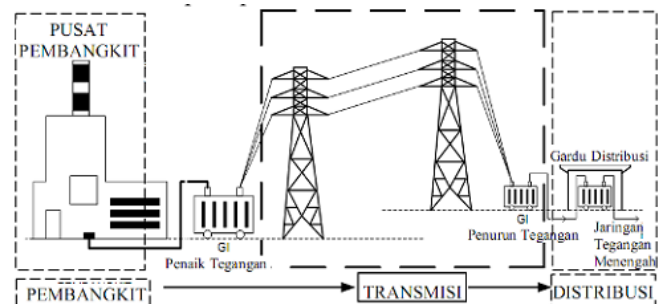 PUSAT
PEMBANGKIT
GI
Penaik Tegangan
GI
Penurun Tegangan
Gardu Distribusi
Jaringan
Tegangan
Menengah
PEMBANGKIT
TRANSMISI
DISTRIBUSI